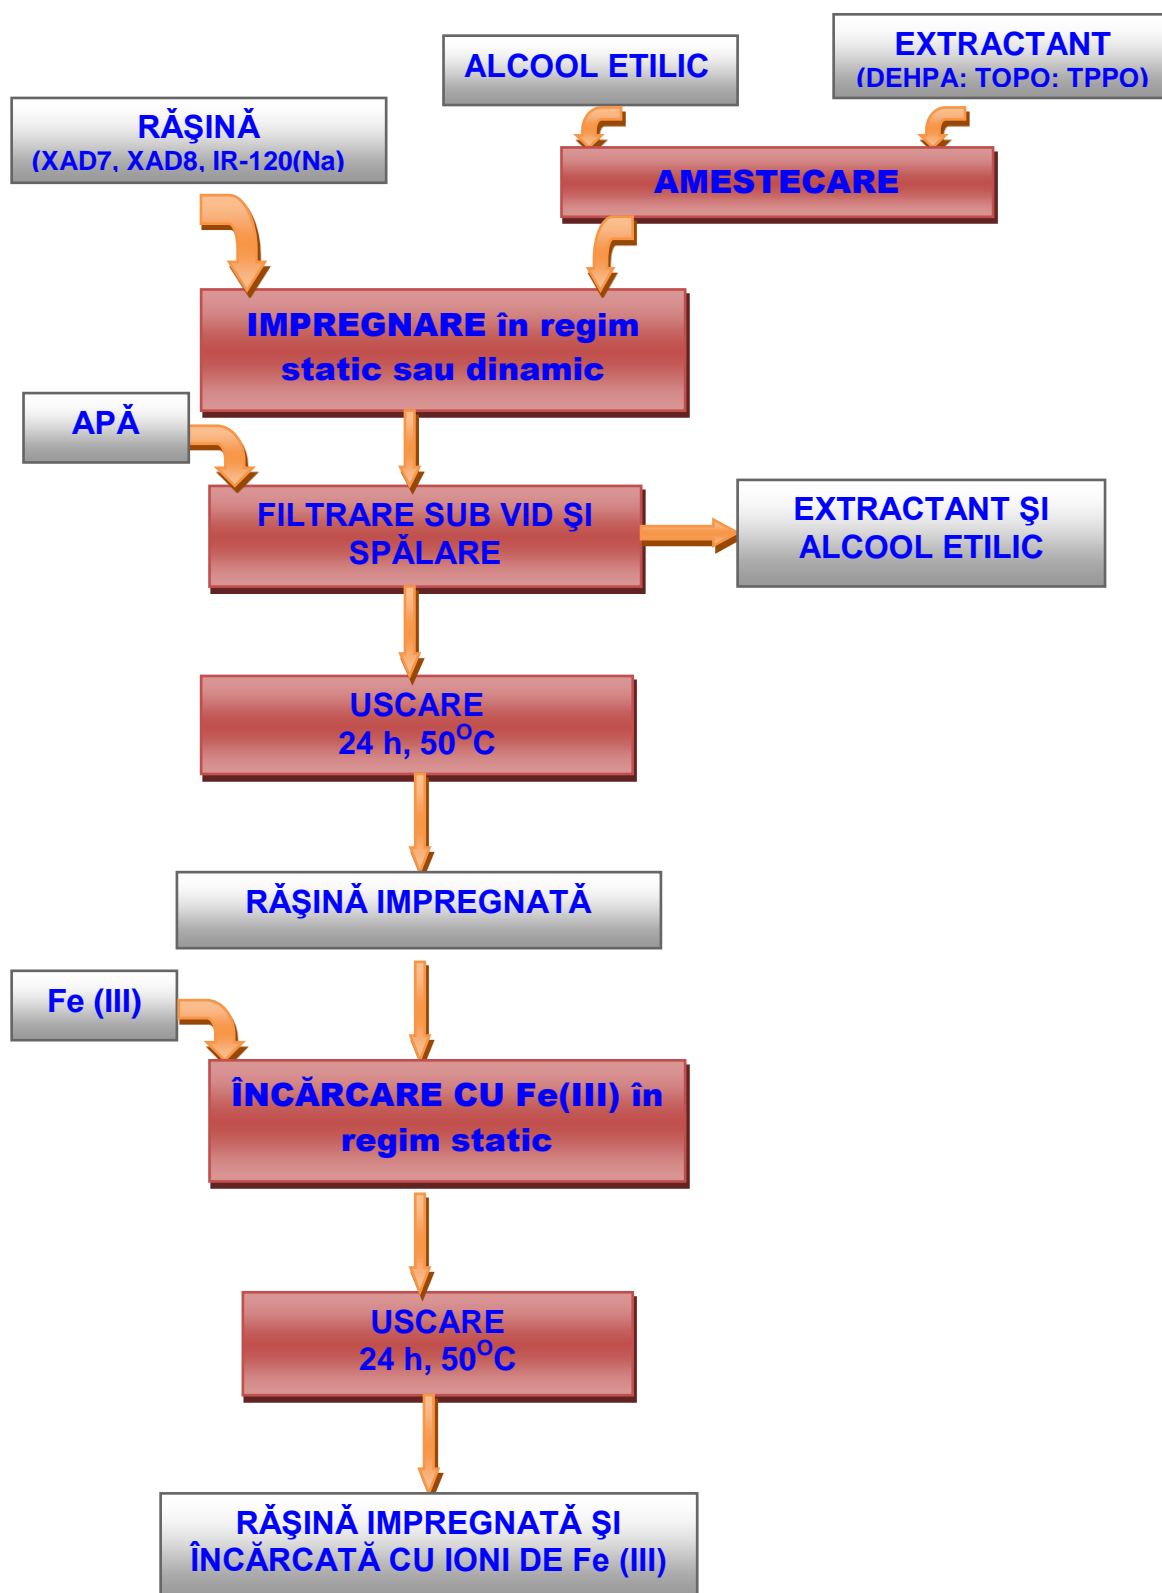 ALCOOL ETILIC
EXTRACTANT
(DEHPA: TOPO: TPPO)
RĂŞINĂ
(XAD7, XAD8, IR-120(Na)
AMESTECARE
IMPREGNARE în regim
static sau dinamic
APĂ
FILTRARE SUB VID ŞI
SPĂLARE
EXTRACTANT ŞI
ALCOOL ETILIC
USCARE
24 h, 50°C
RĂŞINĂ IMPREGNATĂ
Fe (III)
ÎNCĂRCARE CU Fe(III) în
regim static
USCARE
24 h, 50°C
RĂŞINĂ IMPREGNATĂ ŞI
ÎNCĂRCATĂ CU IONI DE Fe (III)